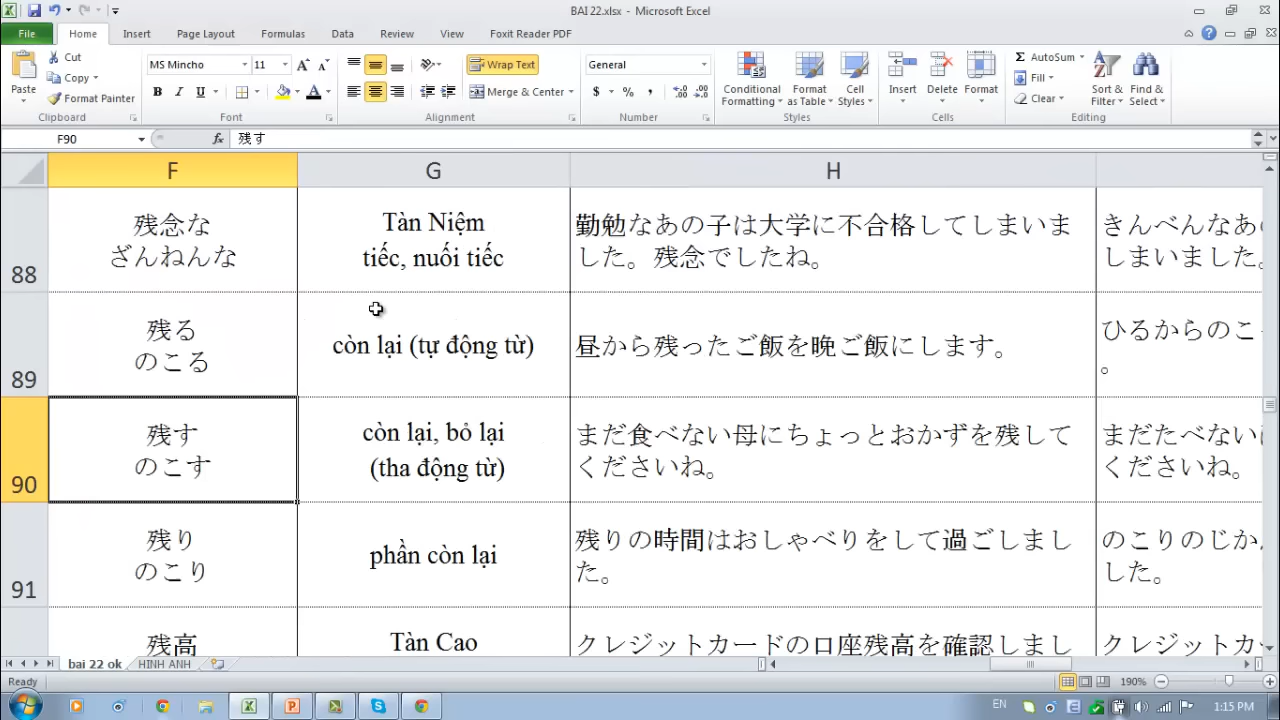 BAI 22.xlsx - Microsoft Excel
File Home Insert Page Layout Formulas Data Review View Foxit Reader PDF
Cut
Copy
Format Painter
Paste
Clipboard
MS Mincho 11
B I U
Font
Wrap Text
Merge & Center
Alignment
General
$ % ,
Number
Conditional Formatting
Format as Table
Cell Styles
Styles
Insert Delete Format
Cells
AutoSum
Fill
Clear
Sort & Filter
Find & Select
Editing
F90 fx 残す
F G H
88
残念な
ざんねんな
Tàn Niệm
tiếc, nuối tiếc
勤勉なあの子は大学に不合格してしまいま
した。残念でしたね。
きんべんなあ
しまいました。
89
残る
のこる
còn lại (tự động từ)
昼から残ったご飯を晩ご飯にします。
ひるからのこ
。
90
残す
のこす
còn lại, bỏ lại
(tha động từ)
まだ食べない母にちょっとおかずを残して
くださいね。
まだたべない
くださいね。
91
残り
のこり
phần còn lại
残りの時間はおしゃべりをして過ごしまし
た。
のこりのじか
した。
残高
Tàn Cao
クレジットカードの口座残高を確認しまし
クレジットカー
bai 22 ok HINH ANH
Ready
190%
EN
1:15 PM